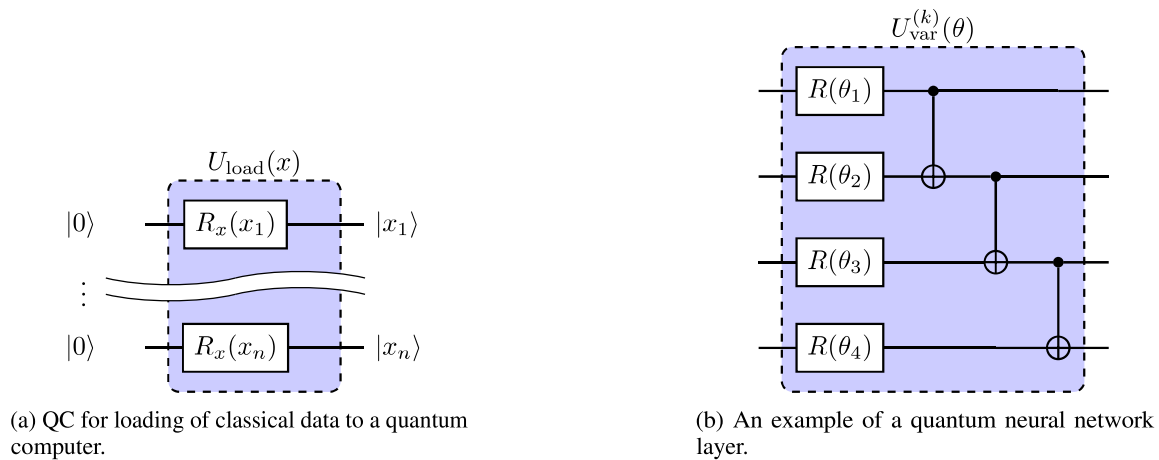 U_load(x)
|0⟩ R_x(x_1) |x_1⟩
⋮
|0⟩ R_x(x_n) |x_n⟩
(a) QC for loading of classical data to a quantum
computer.
U_var^(k)(θ)
R(θ_1)
R(θ_2)
R(θ_3)
R(θ_4)
(b) An example of a quantum neural network
layer.